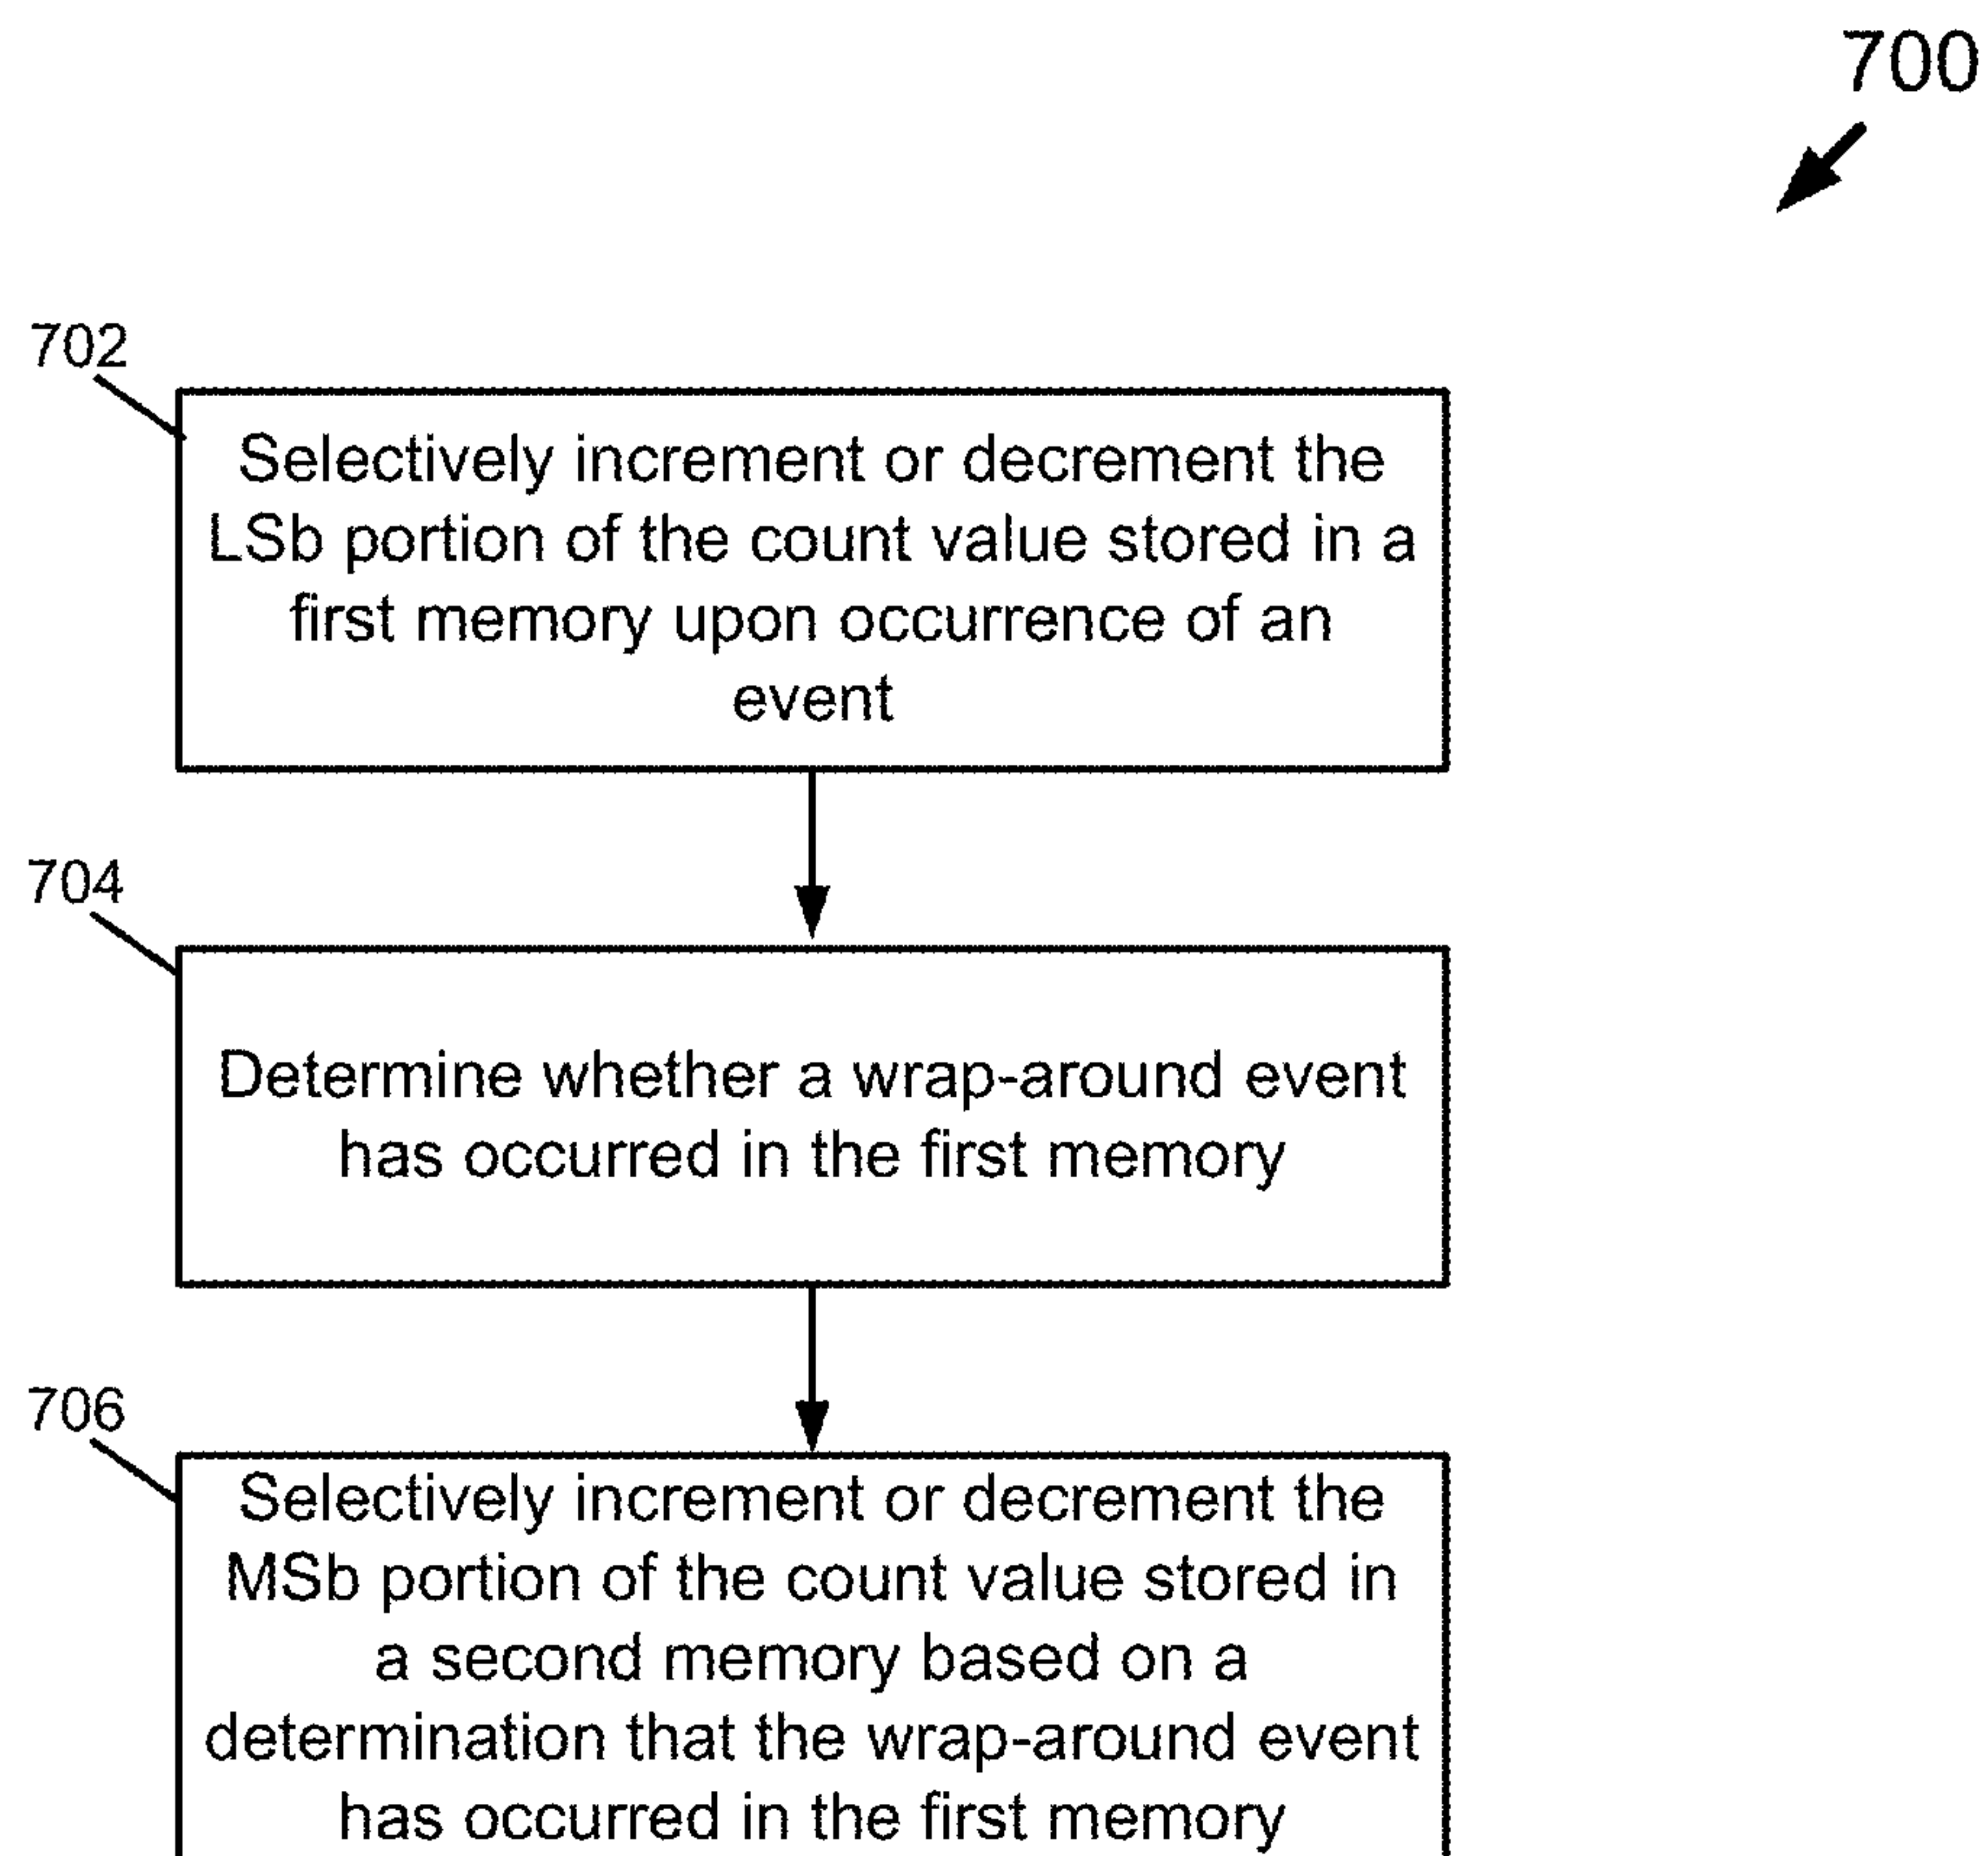 700
702
Selectively increment or decrement the
LSb portion of the count value stored in a
first memory upon occurrence of an
event
704
Determine whether a wrap-around event
has occurred in the first memory
706
Selectively increment or decrement the
MSb portion of the count value stored in
a second memory based on a
determination that the wrap-around event
has occurred in the first memory